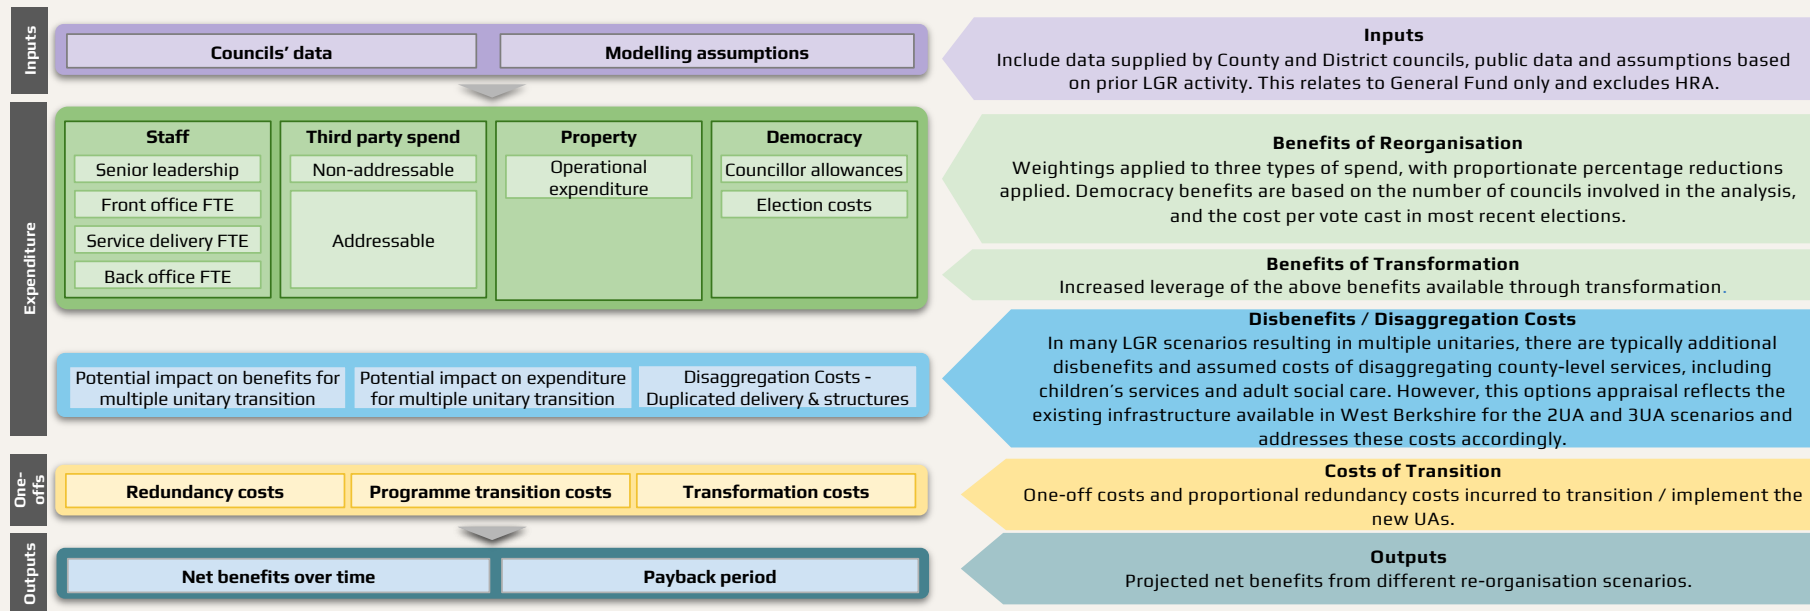 Inputs
Councils’ data
Modelling assumptions
Inputs
Include data supplied by County and District councils, public data and assumptions based
on prior LGR activity. This relates to General Fund only and excludes HRA.
Expenditure
Staff
Senior leadership
Front office FTE
Service delivery FTE
Back office FTE
Third party spend
Non-addressable
Addressable
Property
Operational
expenditure
Democracy
Councillor allowances
Election costs
Benefits of Reorganisation
Weightings applied to three types of spend, with proportionate percentage reductions
applied. Democracy benefits are based on the number of councils involved in the analysis,
and the cost per vote cast in most recent elections.
Benefits of Transformation
Increased leverage of the above benefits available through transformation.
Potential impact on benefits for
multiple unitary transition
Potential impact on expenditure
for multiple unitary transition
Disaggregation Costs -
Duplicated delivery & structures
Disbenefits / Disaggregation Costs
In many LGR scenarios resulting in multiple unitaries, there are typically additional
disbenefits and assumed costs of disaggregating county-level services, including
children’s services and adult social care. However, this options appraisal reflects the
existing infrastructure available in West Berkshire for the 2UA and 3UA scenarios and
addresses these costs accordingly.
One-
offs
Redundancy costs
Programme transition costs
Transformation costs
Costs of Transition
One-off costs and proportional redundancy costs incurred to transition / implement the
new UAs.
Outputs
Net benefits over time
Payback period
Outputs
Projected net benefits from different re-organisation scenarios.